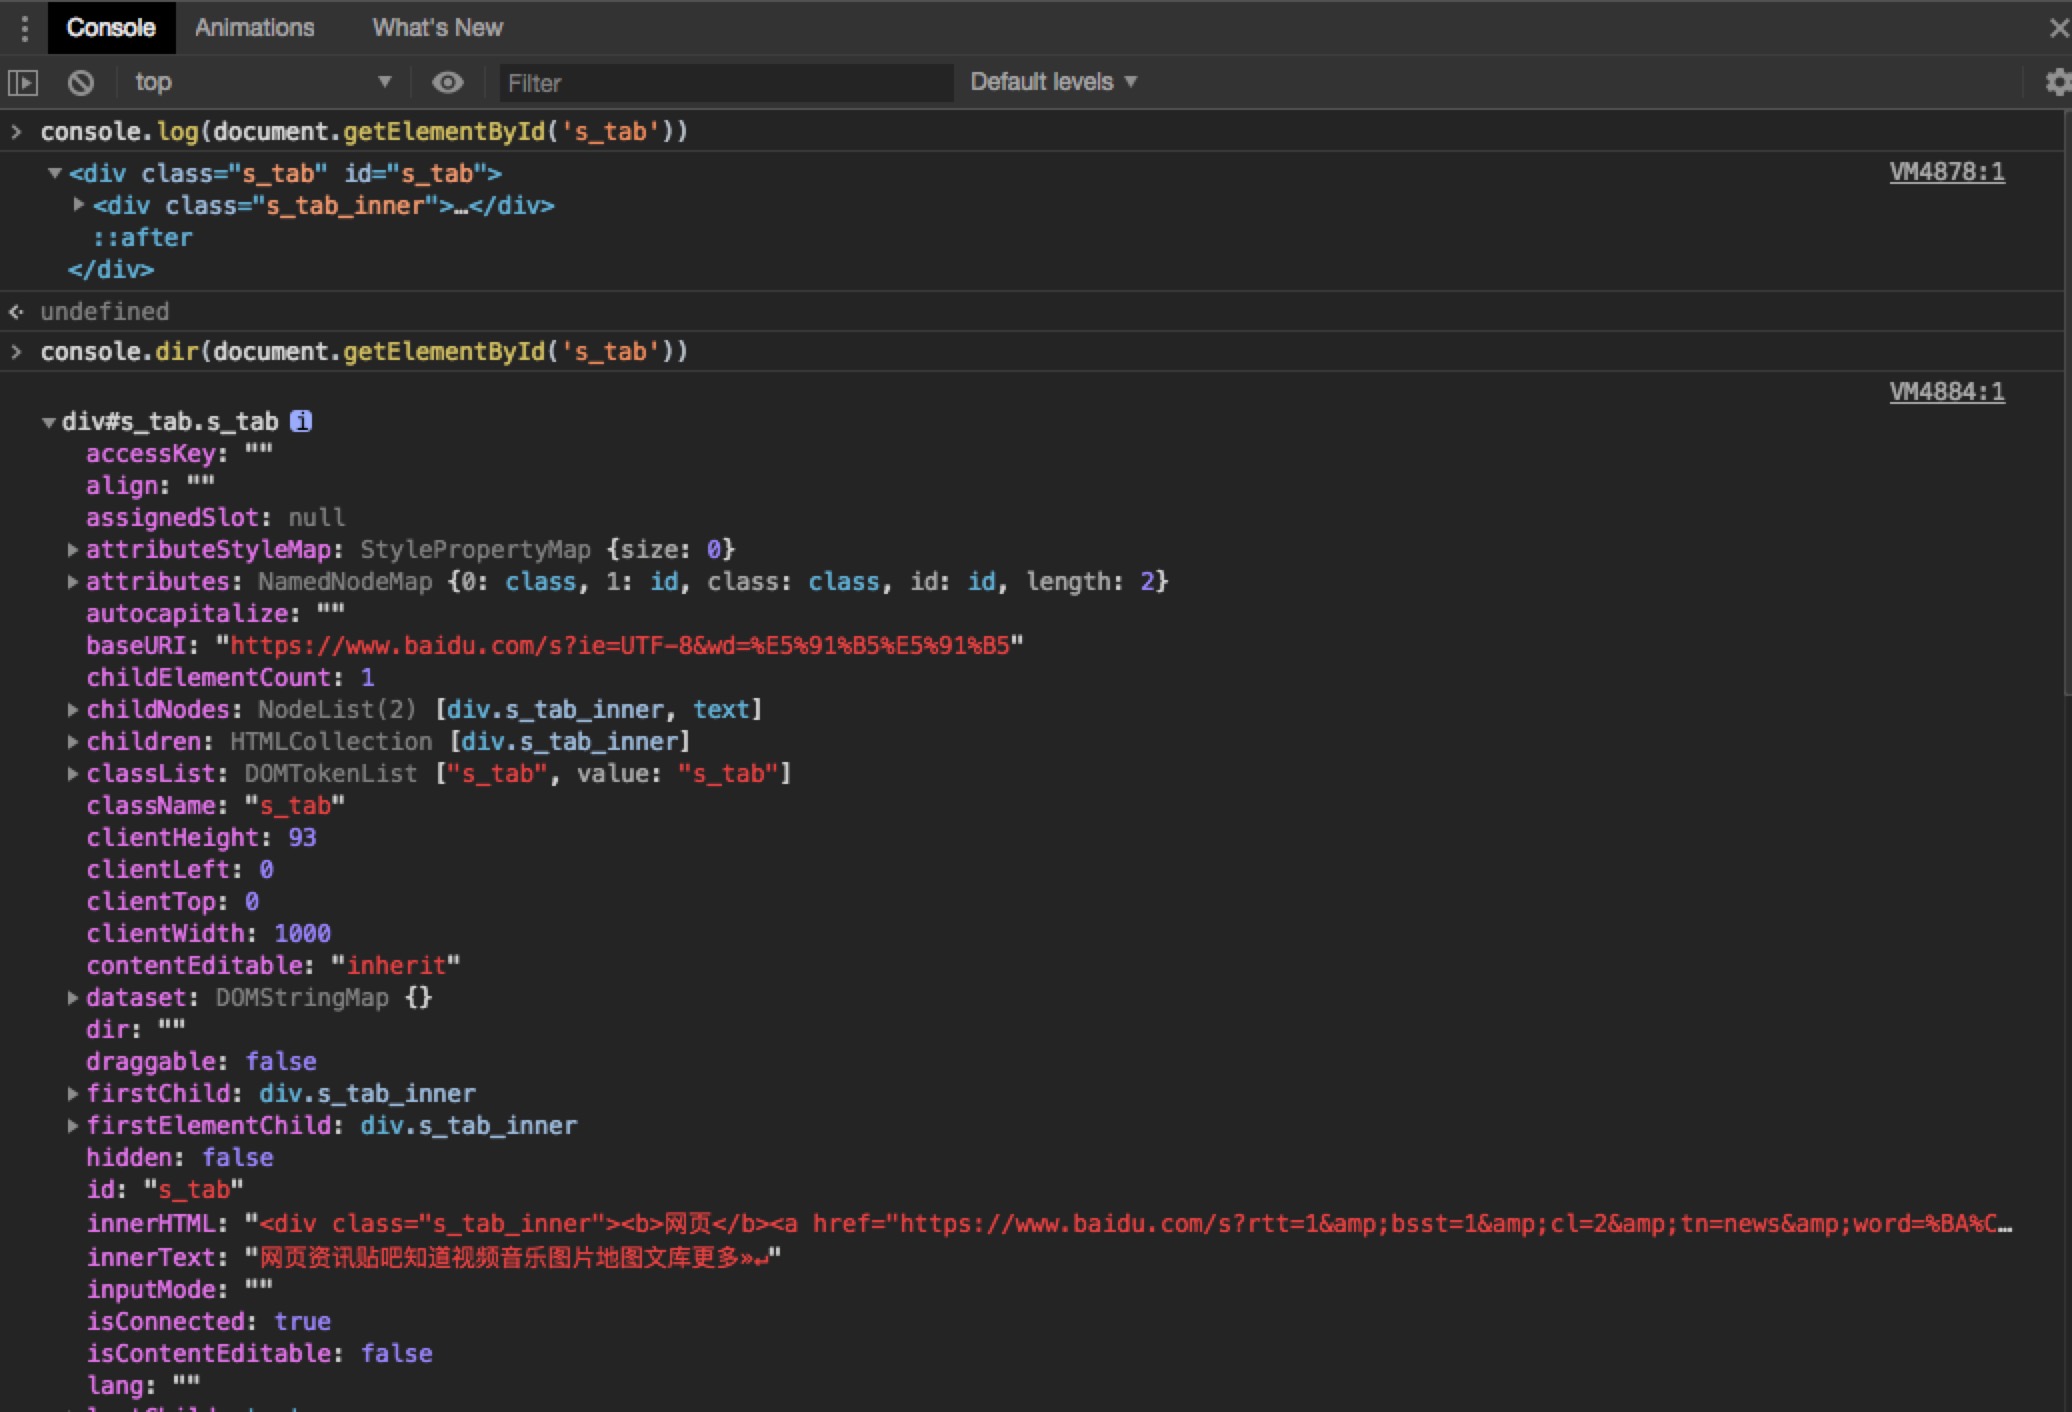 Console Animations What's New
top Filter Default levels
console.log(document.getElementById('s_tab'))
<div class="s_tab" id="s_tab"> VM4878:1
<div class="s_tab_inner">…</div>
::after
</div>
undefined
console.dir(document.getElementById('s_tab'))
VM4884:1
div#s_tab.s_tab i
accessKey: ""
align: ""
assignedSlot: null
attributeStyleMap: StylePropertyMap {size: 0}
attributes: NamedNodeMap {0: class, 1: id, class: class, id: id, length: 2}
autocapitalize: ""
baseURI: "https://www.baidu.com/s?ie=UTF-8&wd=%E5%91%B5%E5%91%B5"
childElementCount: 1
childNodes: NodeList(2) [div.s_tab_inner, text]
children: HTMLCollection [div.s_tab_inner]
classList: DOMTokenList ["s_tab", value: "s_tab"]
className: "s_tab"
clientHeight: 93
clientLeft: 0
clientTop: 0
clientWidth: 1000
contentEditable: "inherit"
dataset: DOMStringMap {}
dir: ""
draggable: false
firstChild: div.s_tab_inner
firstElementChild: div.s_tab_inner
hidden: false
id: "s_tab"
innerHTML: "<div class="s_tab_inner"><b>网页</b><a href="https://www.baidu.com/s?rtt=1&amp;bsst=1&amp;cl=2&amp;tn=news&amp;word=%BA%C…
innerText: "网页资讯贴吧知道视频音乐图片地图文库更多»↵"
inputMode: ""
isConnected: true
isContentEditable: false
lang: ""